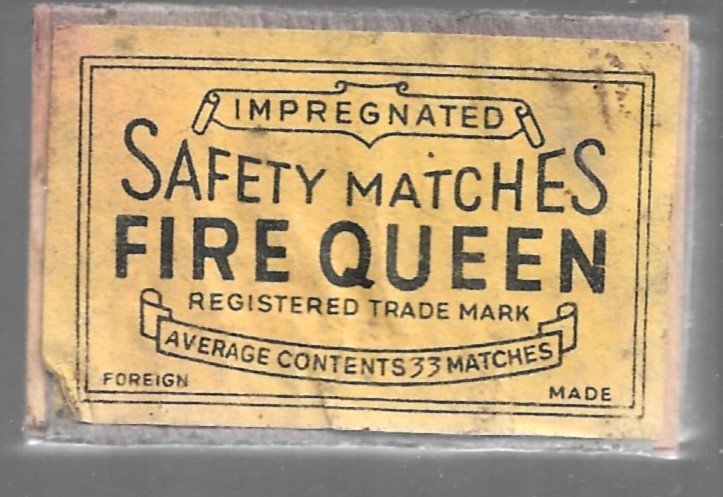 IMPREGNATED
SAFETY MATCHES
FIRE QUEEN
REGISTERED TRADE MARK
AVERAGE CONTENTS 33 MATCHES
FOREIGN MADE